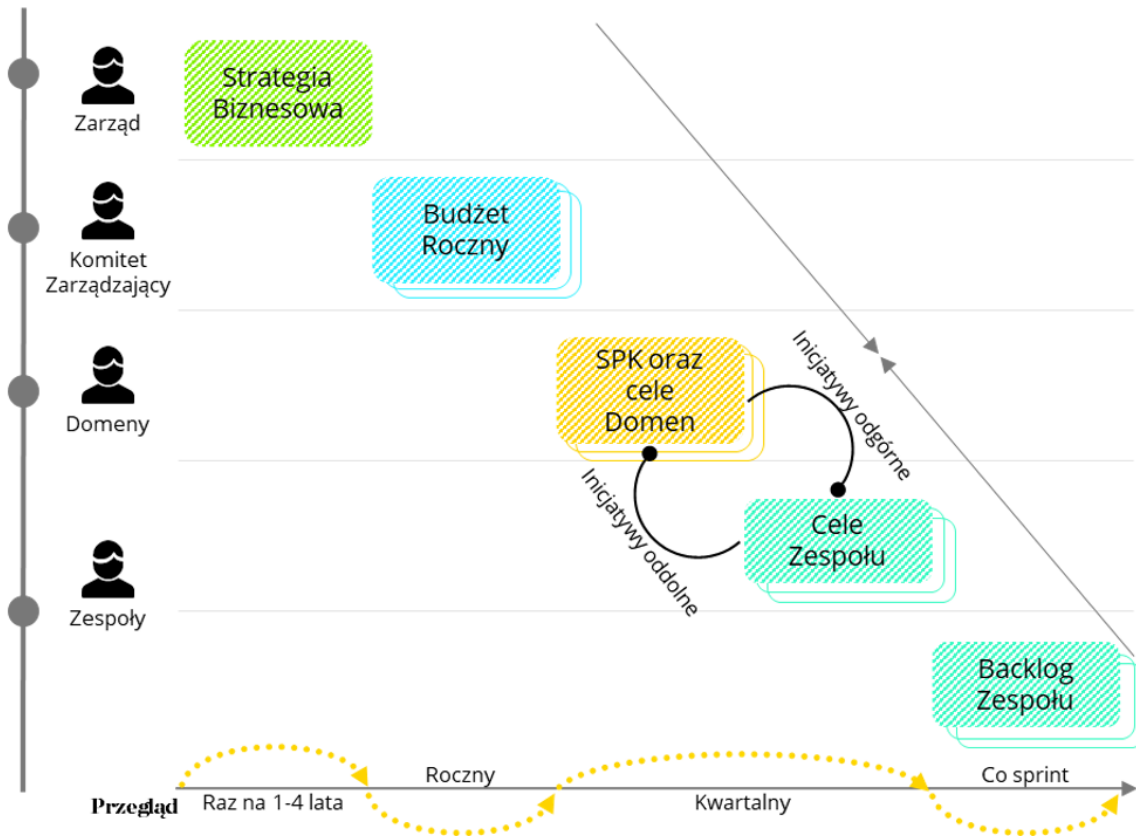 Zarząd
Strategia
Biznesowa
Komitet
Zarządzający
Budżet
Roczny
Domeny
SPK oraz
cele
Domen
Inicjatywy odgórne
Inicjatywy oddolne
Zespoły
Cele
Zespołu
Backlog
Zespołu
Przegląd
Raz na 1-4 lata
Roczny
Kwartalny
Co sprint